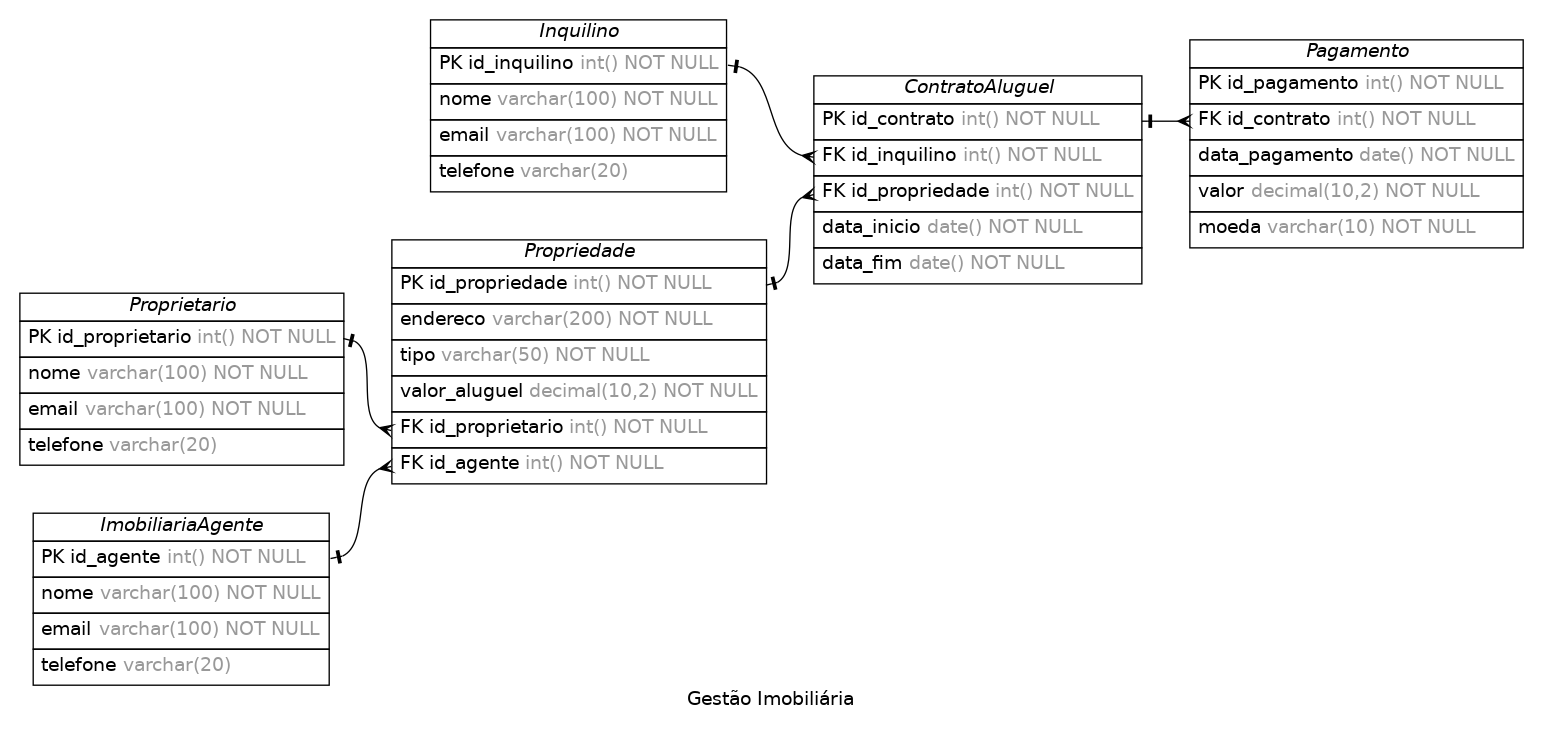 Inquilino
PK id_inquilino int() NOT NULL
nome varchar(100) NOT NULL
email varchar(100) NOT NULL
telefone varchar(20)
ContratoAluguel
PK id_contrato int() NOT NULL
FK id_inquilino int() NOT NULL
FK id_propriedade int() NOT NULL
data_inicio date() NOT NULL
data_fim date() NOT NULL
Pagamento
PK id_pagamento int() NOT NULL
FK id_contrato int() NOT NULL
data_pagamento date() NOT NULL
valor decimal(10,2) NOT NULL
moeda varchar(10) NOT NULL
Propriedade
PK id_propriedade int() NOT NULL
endereco varchar(200) NOT NULL
tipo varchar(50) NOT NULL
valor_aluguel decimal(10,2) NOT NULL
FK id_proprietario int() NOT NULL
FK id_agente int() NOT NULL
Proprietario
PK id_proprietario int() NOT NULL
nome varchar(100) NOT NULL
email varchar(100) NOT NULL
telefone varchar(20)
ImobiliariaAgente
PK id_agente int() NOT NULL
nome varchar(100) NOT NULL
email varchar(100) NOT NULL
telefone varchar(20)
Gestão Imobiliária